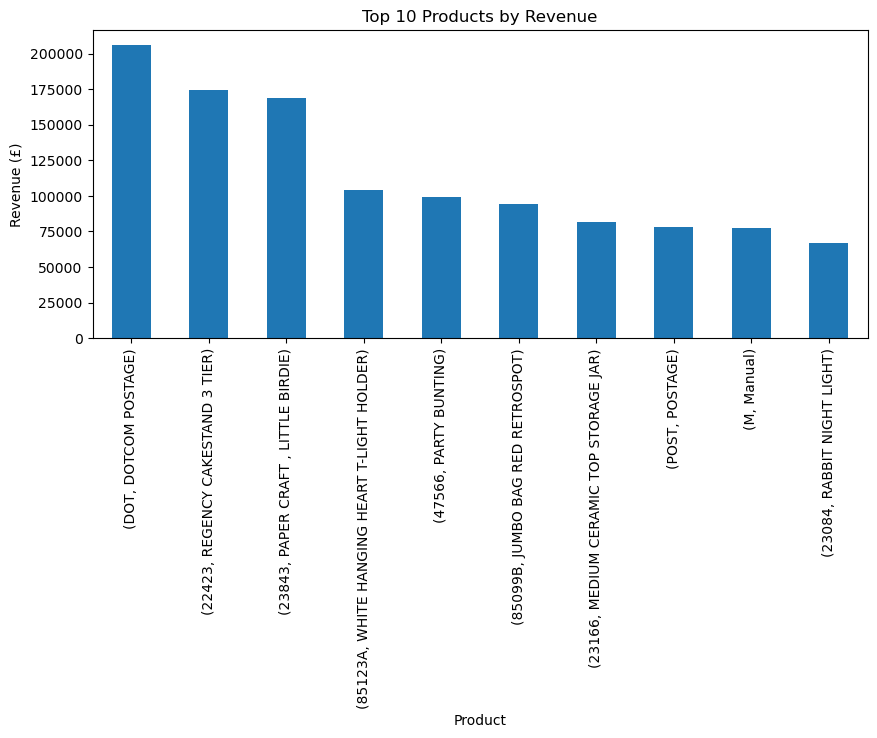 Top 10 Products by Revenue
Revenue (£)
200000
175000
150000
125000
100000
75000
50000
25000
0
(DOT, DOTCOM POSTAGE)
(22423, REGENCY CAKESTAND 3 TIER)
(23843, PAPER CRAFT , LITTLE BIRDIE)
(85123A, WHITE HANGING HEART T-LIGHT HOLDER)
(47566, PARTY BUNTING)
(85099B, JUMBO BAG RED RETROSPOT)
(23166, MEDIUM CERAMIC TOP STORAGE JAR)
(POST, POSTAGE)
(M, Manual)
(23084, RABBIT NIGHT LIGHT)
Product